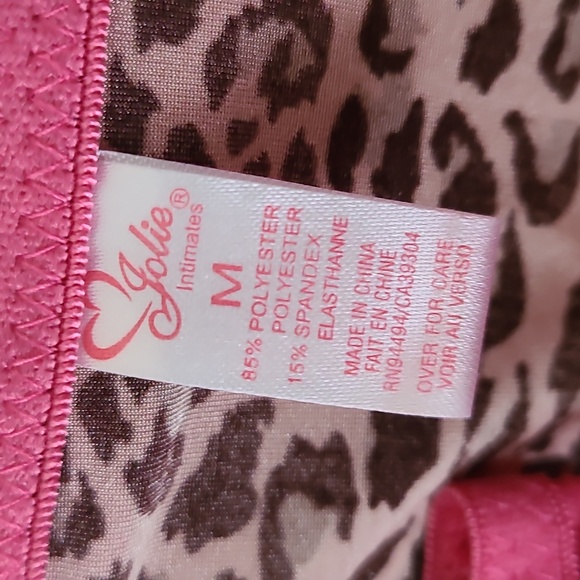 Jolie®
Intimates
M
85% POLYESTER
POLYESTER
15% SPANDEX
ELASTHANNE
MADE IN CHINA
FAIT EN CHINE
RN94494/CA39304
OVER FOR CARE
VOIR AU VERSO